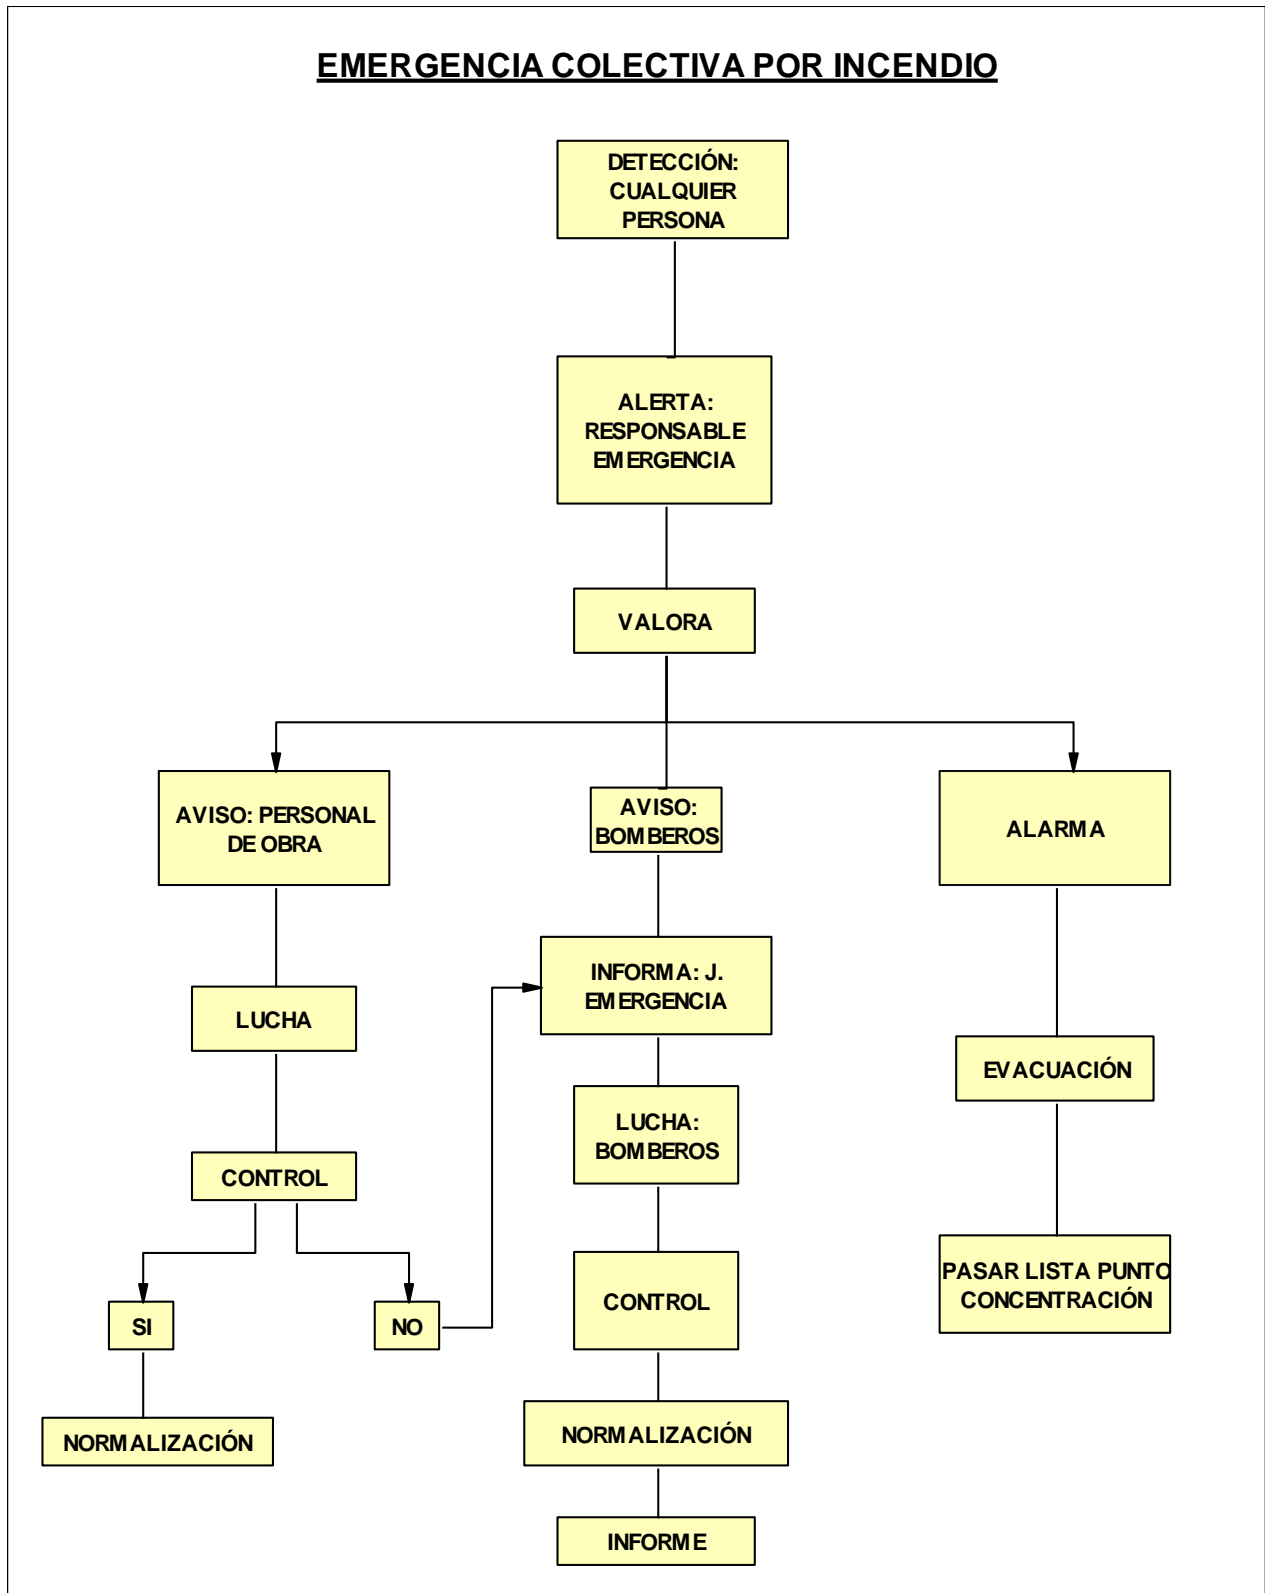 EMERGENCIA COLECTIVA POR INCENDIO
DETECCIÓN:
CUALQUIER
PERSONA
ALERTA:
RESPONSABLE
EMERGENCIA
VALORA
AVISO: PERSONAL
DE OBRA
AVISO:
BOMBEROS
ALARMA
INFORMA: J.
EMERGENCIA
LUCHA
EVACUACIÓN
LUCHA:
BOMBEROS
CONTROL
PASAR LISTA PUNTO
CONCENTRACIÓN
CONTROL
SI
NO
NORMALIZACIÓN
NORMALIZACIÓN
INFORME